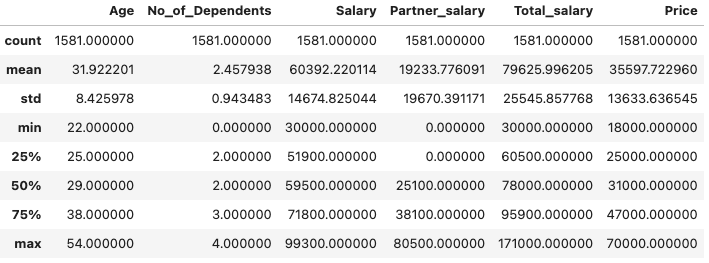 Age No_of_Dependents Salary Partner_salary Total_salary Price
count 1581.000000 1581.000000 1581.000000 1581.000000 1581.000000 1581.000000
mean 31.922201 2.457938 60392.220114 19233.776091 79625.996205 35597.722960
std 8.425978 0.943483 14674.825044 19670.391171 25545.857768 13633.636545
min 22.000000 0.000000 30000.000000 0.000000 30000.000000 18000.000000
25% 25.000000 2.000000 51900.000000 0.000000 60500.000000 25000.000000
50% 29.000000 2.000000 59500.000000 25100.000000 78000.000000 31000.000000
75% 38.000000 3.000000 71800.000000 38100.000000 95900.000000 47000.000000
max 54.000000 4.000000 99300.000000 80500.000000 171000.000000 70000.000000